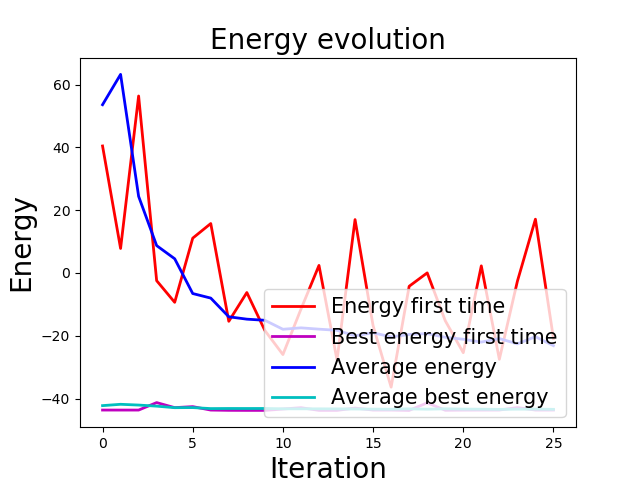 Energy evolution
60
40
20
0
−20
−40
Energy
Energy first time
Best energy first time
Average energy
Average best energy
0
5
10
15
20
25
Iteration